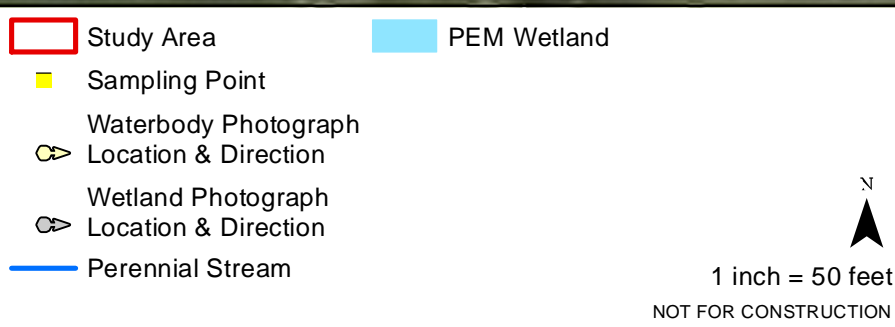 Study Area
PEM Wetland
Sampling Point
Waterbody Photograph
Location & Direction
Wetland Photograph
Location & Direction
Perennial Stream
N
1 inch = 50 feet
NOT FOR CONSTRUCTION